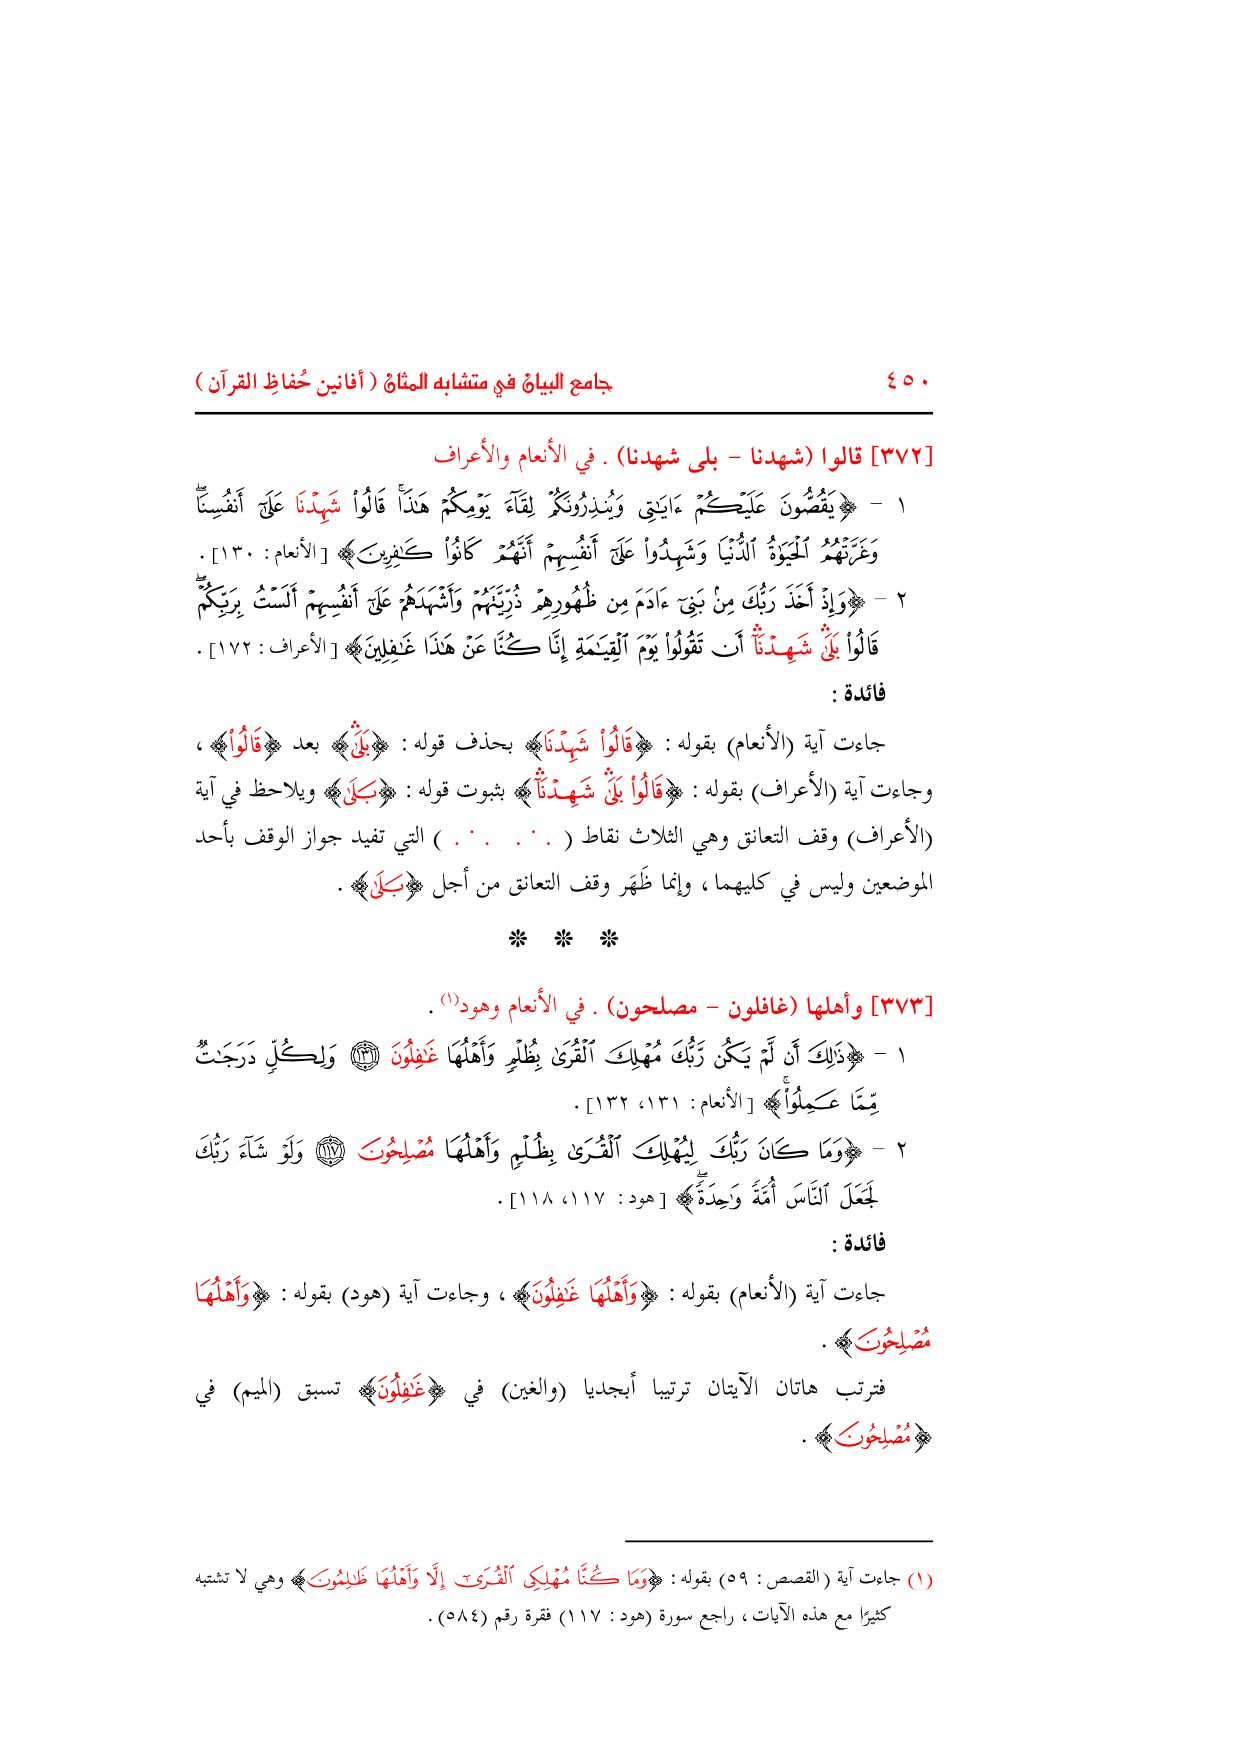 ٤٥٠ جامع البيان في متشابه المثان ( أفانين حُفاظِ القرآن )
[٣٧٢] قالوا (شهدنا – بلى شهدنا) . في الأنعام والأعراف
١ – ﴿يَقُصُّونَ عَلَيۡكُمۡ ءَايَٰتِي وَيُنذِرُونَكُمۡ لِقَآءَ يَوۡمِكُمۡ هَٰذَاۚ قَالُواْ شَهِدۡنَا عَلَىٰٓ أَنفُسِنَاۖ
وَغَرَّتۡهُمُ ٱلۡحَيَوٰةُ ٱلدُّنۡيَا وَشَهِدُواْ عَلَىٰٓ أَنفُسِهِمۡ أَنَّهُمۡ كَانُواْ كَٰفِرِينَ﴾ [الأنعام : ١٣٠] .
٢ – ﴿وَإِذۡ أَخَذَ رَبُّكَ مِنۢ بَنِيٓ ءَادَمَ مِن ظُهُورِهِمۡ ذُرِّيَّتَهُمۡ وَأَشۡهَدَهُمۡ عَلَىٰٓ أَنفُسِهِمۡ أَلَسۡتُ بِرَبِّكُمۡۖ
قَالُواْ بَلَىٰۛ شَهِدۡنَآۛ أَن تَقُولُواْ يَوۡمَ ٱلۡقِيَٰمَةِ إِنَّا كُنَّا عَنۡ هَٰذَا غَٰفِلِينَ﴾ [الأعراف : ١٧٢] .
فائدة :
جاءت آية (الأنعام) بقوله : ﴿قَالُواْ شَهِدۡنَا﴾ بحذف قوله : ﴿بَلَىٰۛ﴾ بعد ﴿قَالُواْ﴾ ،
وجاءت آية (الأعراف) بقوله : ﴿قَالُواْ بَلَىٰۛ شَهِدۡنَآۛ﴾ بثبوت قوله : ﴿بَلَىٰ﴾ ويلاحظ في آية
(الأعراف) وقف التعانق وهي الثلاث نقاط ( . ˙ . . ˙ . ) التي تفيد جواز الوقف بأحد
الموضعين وليس في كليهما ، وإنما ظَهَر وقف التعانق من أجل ﴿بَلَىٰ﴾ .
❊ ❊ ❊
[٣٧٣] وأهلها (غافلون – مصلحون) . في الأنعام وهود(١) .
١ – ﴿ذَٰلِكَ أَن لَّمۡ يَكُن رَّبُّكَ مُهۡلِكَ ٱلۡقُرَىٰ بِظُلۡمٖ وَأَهۡلُهَا غَٰفِلُونَ ١٣١ وَلِكُلّٖ دَرَجَٰتٞ
مِّمَّا عَمِلُواْۚ﴾ [الأنعام : ١٣١، ١٣٢] .
٢ – ﴿وَمَا كَانَ رَبُّكَ لِيُهۡلِكَ ٱلۡقُرَىٰ بِظُلۡمٖ وَأَهۡلُهَا مُصۡلِحُونَ ١١٧ وَلَوۡ شَآءَ رَبُّكَ
لَجَعَلَ ٱلنَّاسَ أُمَّةٗ وَٰحِدَةٗۖ﴾ [هود : ١١٧، ١١٨] .
فائدة :
جاءت آية (الأنعام) بقوله : ﴿وَأَهۡلُهَا غَٰفِلُونَ﴾ ، وجاءت آية (هود) بقوله : ﴿وَأَهۡلُهَا
مُصۡلِحُونَ﴾ .
فترتب هاتان الآيتان ترتيبا أبجديا (والغين) في ﴿غَٰفِلُونَ﴾ تسبق (الميم) في
﴿مُصۡلِحُونَ﴾ .
(١) جاءت آية (القصص : ٥٩) بقوله : ﴿وَمَا كُنَّا مُهۡلِكِي ٱلۡقُرَىٰٓ إِلَّا وَأَهۡلُهَا ظَٰلِمُونَ﴾ وهي لا تشتبه
كثيرًا مع هذه الآيات ، راجع سورة (هود : ١١٧) فقرة رقم (٥٨٤) .